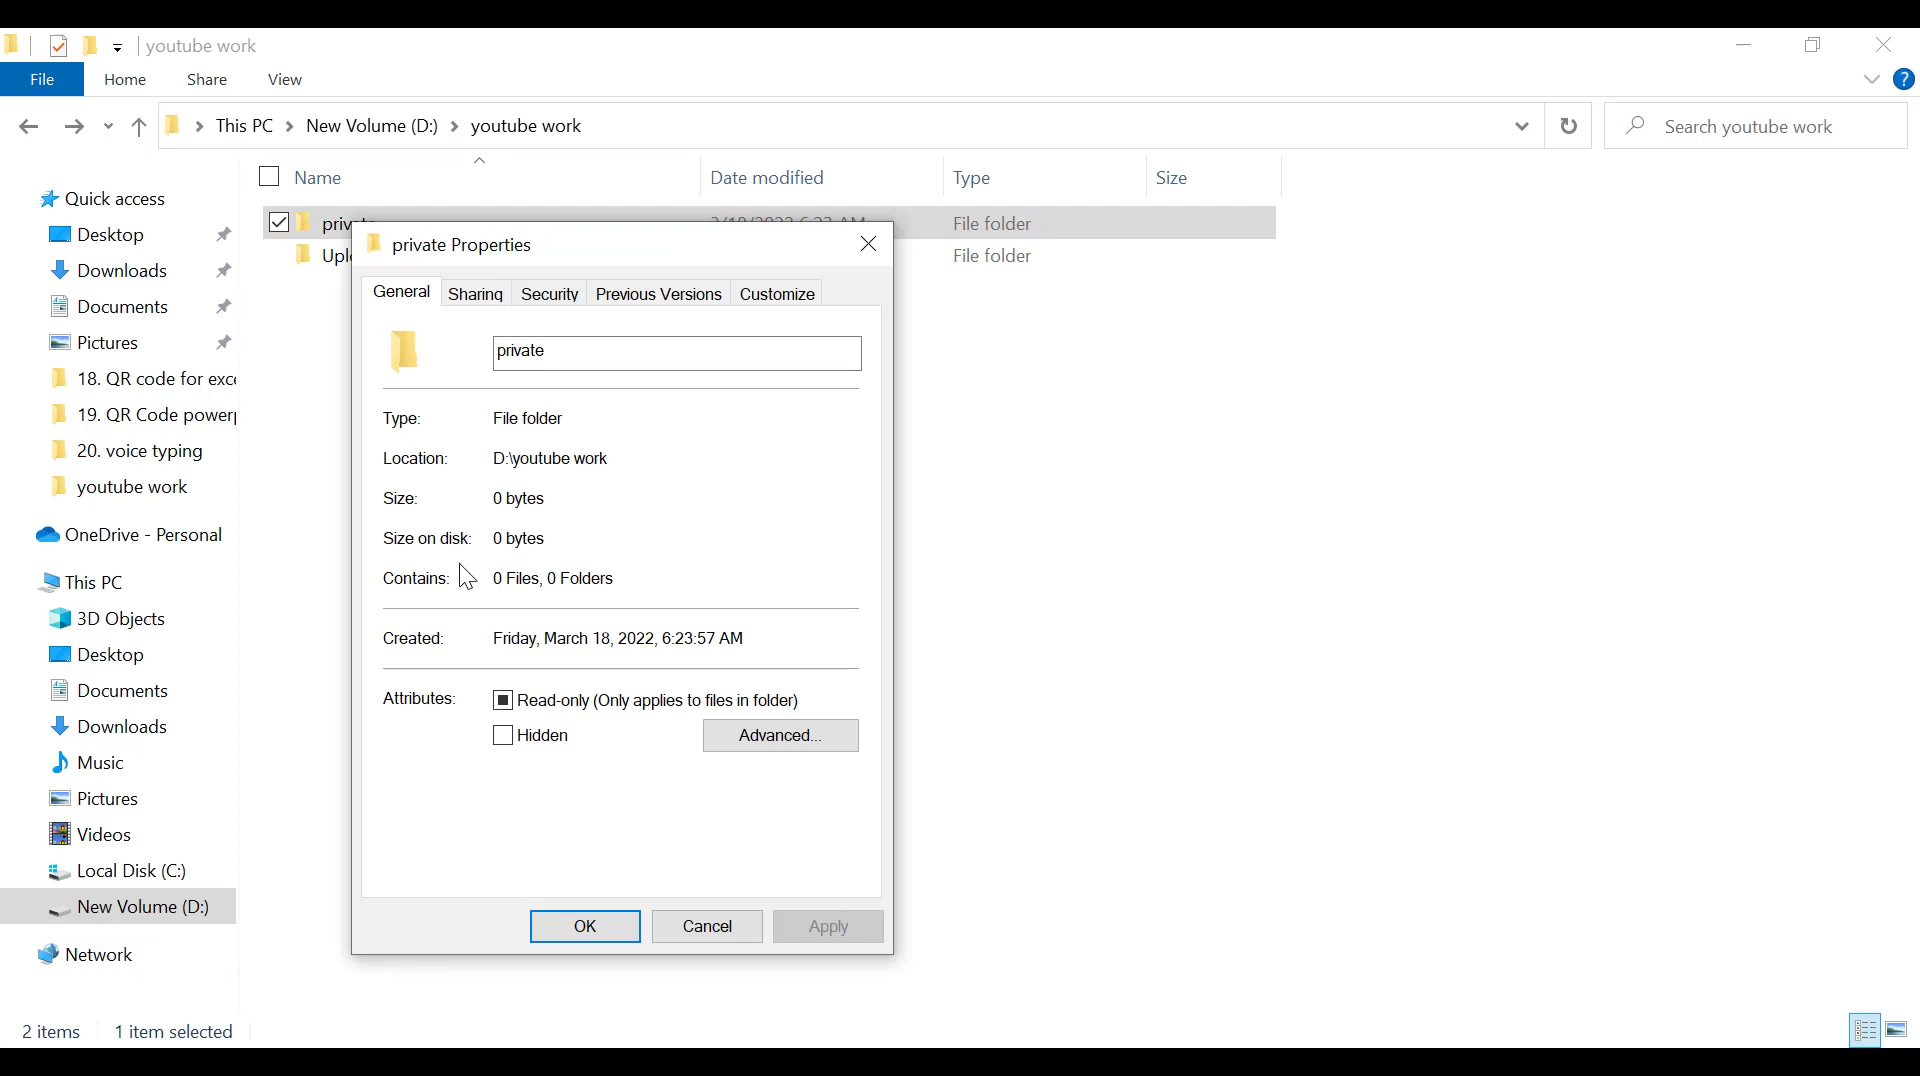 youtube work
File Home Share View
This PC New Volume (D:) youtube work
Search youtube work
Name Date modified Type Size
Quick access
Desktop
Downloads
Documents
Pictures
18. QR code for exce
19. QR Code power
20. voice typing
youtube work
OneDrive - Personal
This PC
3D Objects
Desktop
Documents
Downloads
Music
Pictures
Videos
Local Disk (C:)
New Volume (D:)
Network
File folder
File folder
private Properties
General Sharing Security Previous Versions Customize
private
Type: File folder
Location: D:\youtube work
Size: 0 bytes
Size on disk: 0 bytes
Contains: 0 Files, 0 Folders
Created: Friday, March 18, 2022, 6:23:57 AM
Attributes: Read-only (Only applies to files in folder)
Hidden Advanced...
OK Cancel Apply
2 items 1 item selected